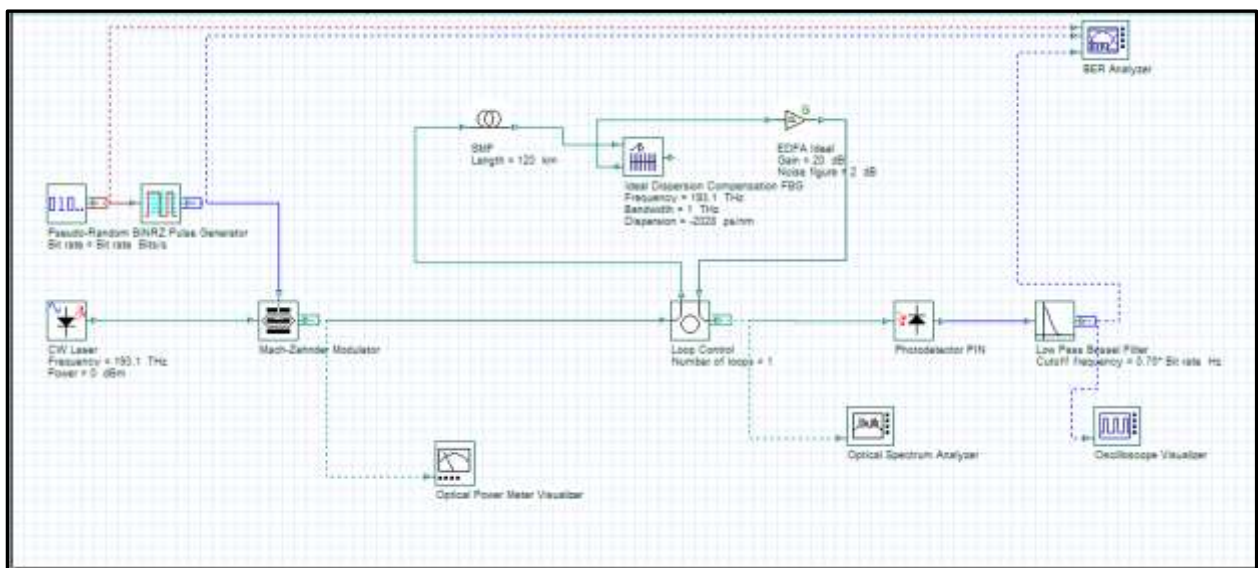 BER Analyzer
SMF
Length = 120 km
EDFA Ideal
Gain = 20 dB
Noise figure = 2 dB
Ideal Dispersion Compensation FBG
Frequency = 193.1 THz
Bandwidth = 1 THz
Dispersion = -2028 ps/nm
010..
Pseudo-Random Bi
NRZ Pulse Generator
Bit rate = Bit rate Bits/s
CW Laser
Frequency = 193.1 THz
Power = 0 dBm
Mach-Zehnder Modulator
Loop Control
Number of loops = 1
Photodetector PIN
Low Pass Bessel Filter
Cutoff frequency = 0.75* Bit rate Hz
Optical Power Meter Visualizer
Optical Spectrum Analyzer
Oscilloscope Visualizer